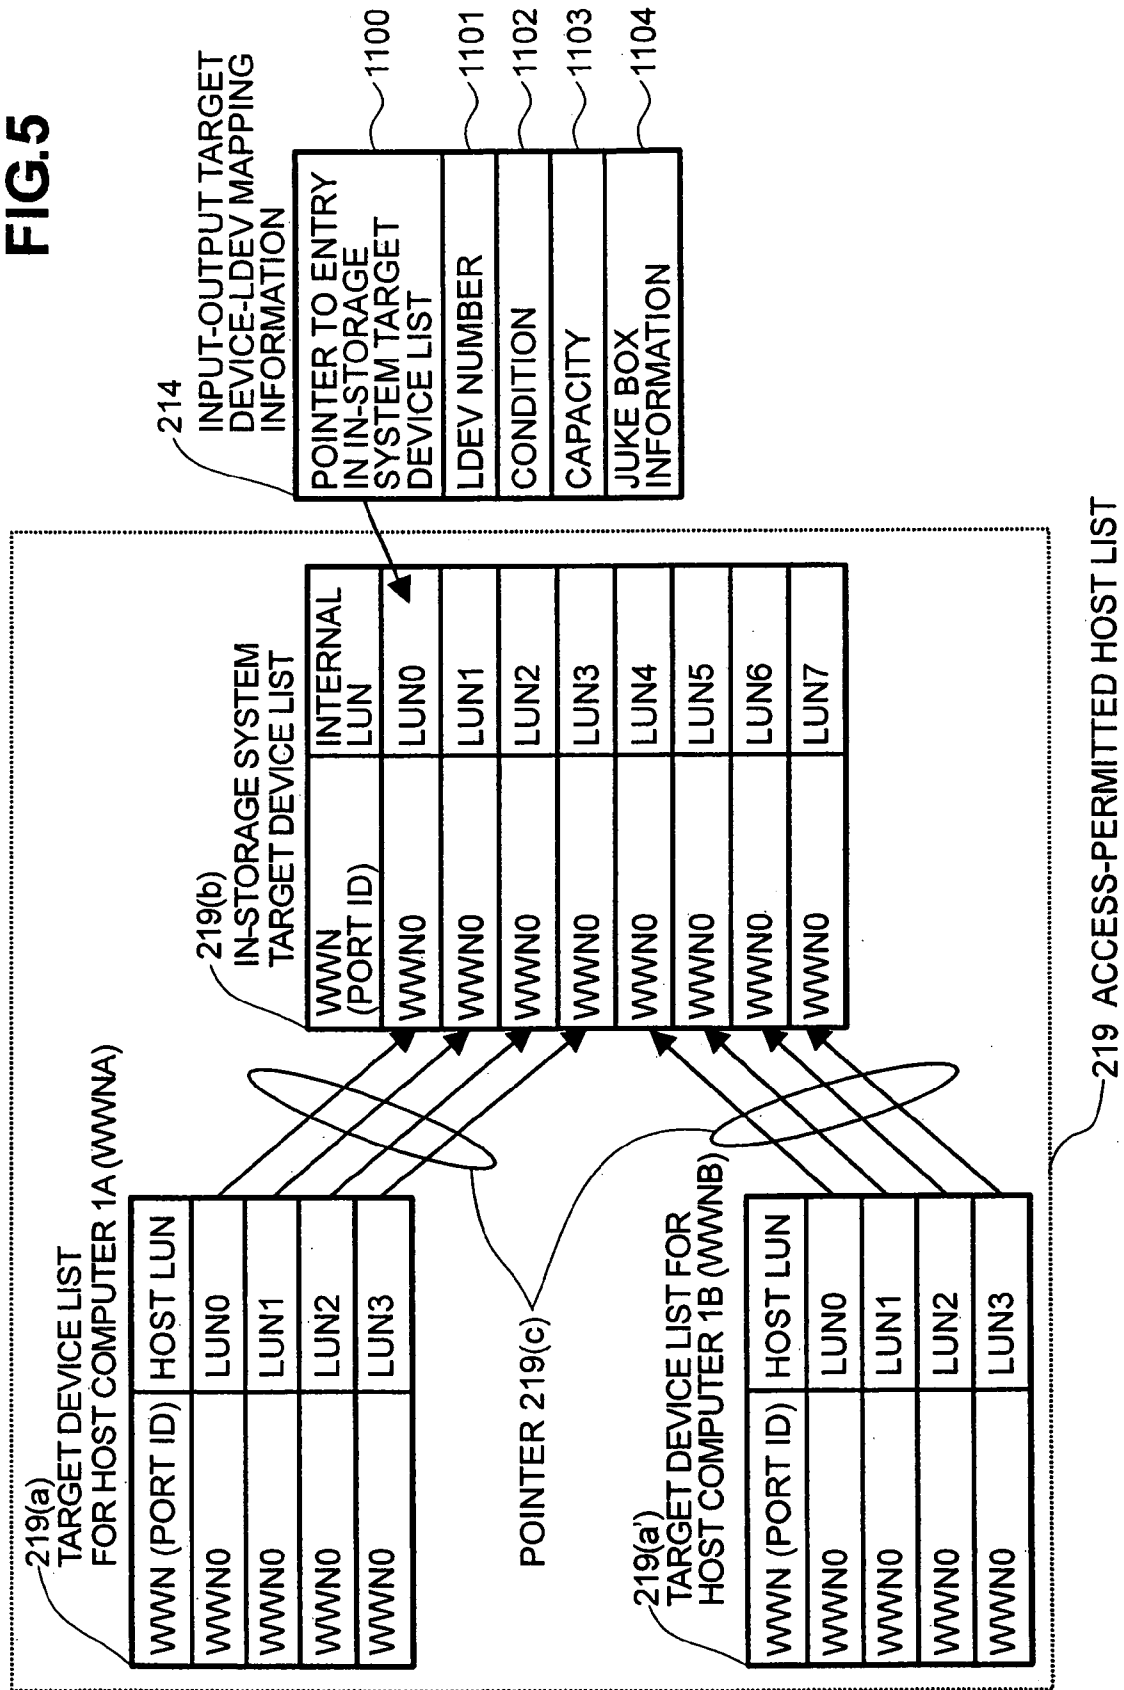 FIG.5
219(a)
TARGET DEVICE LIST
FOR HOST COMPUTER 1A (WWNA)
WWN (PORT ID) HOST LUN
WWN0 LUN0
WWN0 LUN1
WWN0 LUN2
WWN0 LUN3
POINTER 219(c)
219(a')
TARGET DEVICE LIST FOR
HOST COMPUTER 1B (WWNB)
WWN (PORT ID) HOST LUN
WWN0 LUN0
WWN0 LUN1
WWN0 LUN2
WWN0 LUN3
219(b)
IN-STORAGE SYSTEM
TARGET DEVICE LIST
WWN
(PORT ID)
INTERNAL
LUN
WWN0 LUN0
WWN0 LUN1
WWN0 LUN2
WWN0 LUN3
WWN0 LUN4
WWN0 LUN5
WWN0 LUN6
WWN0 LUN7
214
INPUT-OUTPUT TARGET
DEVICE-LDEV MAPPING
INFORMATION
POINTER TO ENTRY
IN IN-STORAGE
SYSTEM TARGET
DEVICE LIST
1100
LDEV NUMBER
1101
CONDITION
1102
CAPACITY
1103
JUKE BOX
INFORMATION
1104
219 ACCESS-PERMITTED HOST LIST